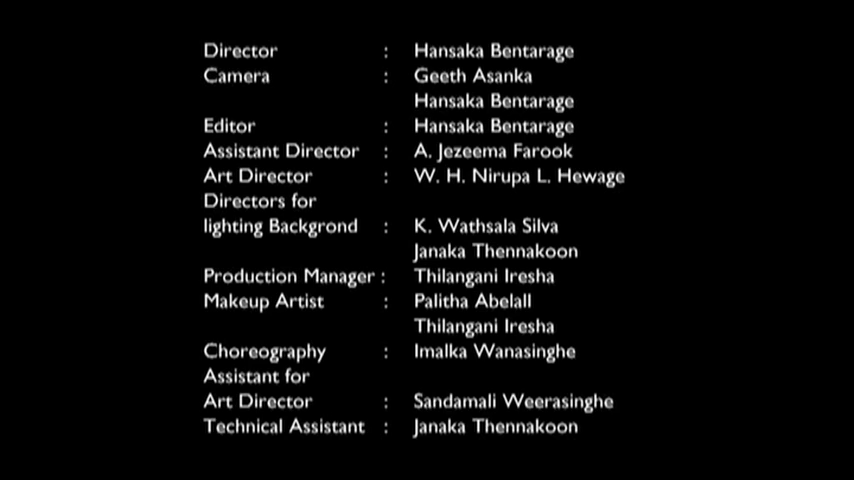 Director : Hansaka Bentarage
Camera : Geeth Asanka
Hansaka Bentarage
Editor : Hansaka Bentarage
Assistant Director : A. Jezeema Farook
Art Director : W. H. Nirupa L. Hewage
Directors for
lighting Backgrond : K. Wathsala Silva
Janaka Thennakoon
Production Manager : Thilangani Iresha
Makeup Artist : Palitha Abelall
Thilangani Iresha
Choreography : Imalka Wanasinghe
Assistant for
Art Director : Sandamali Weerasinghe
Technical Assistant : Janaka Thennakoon